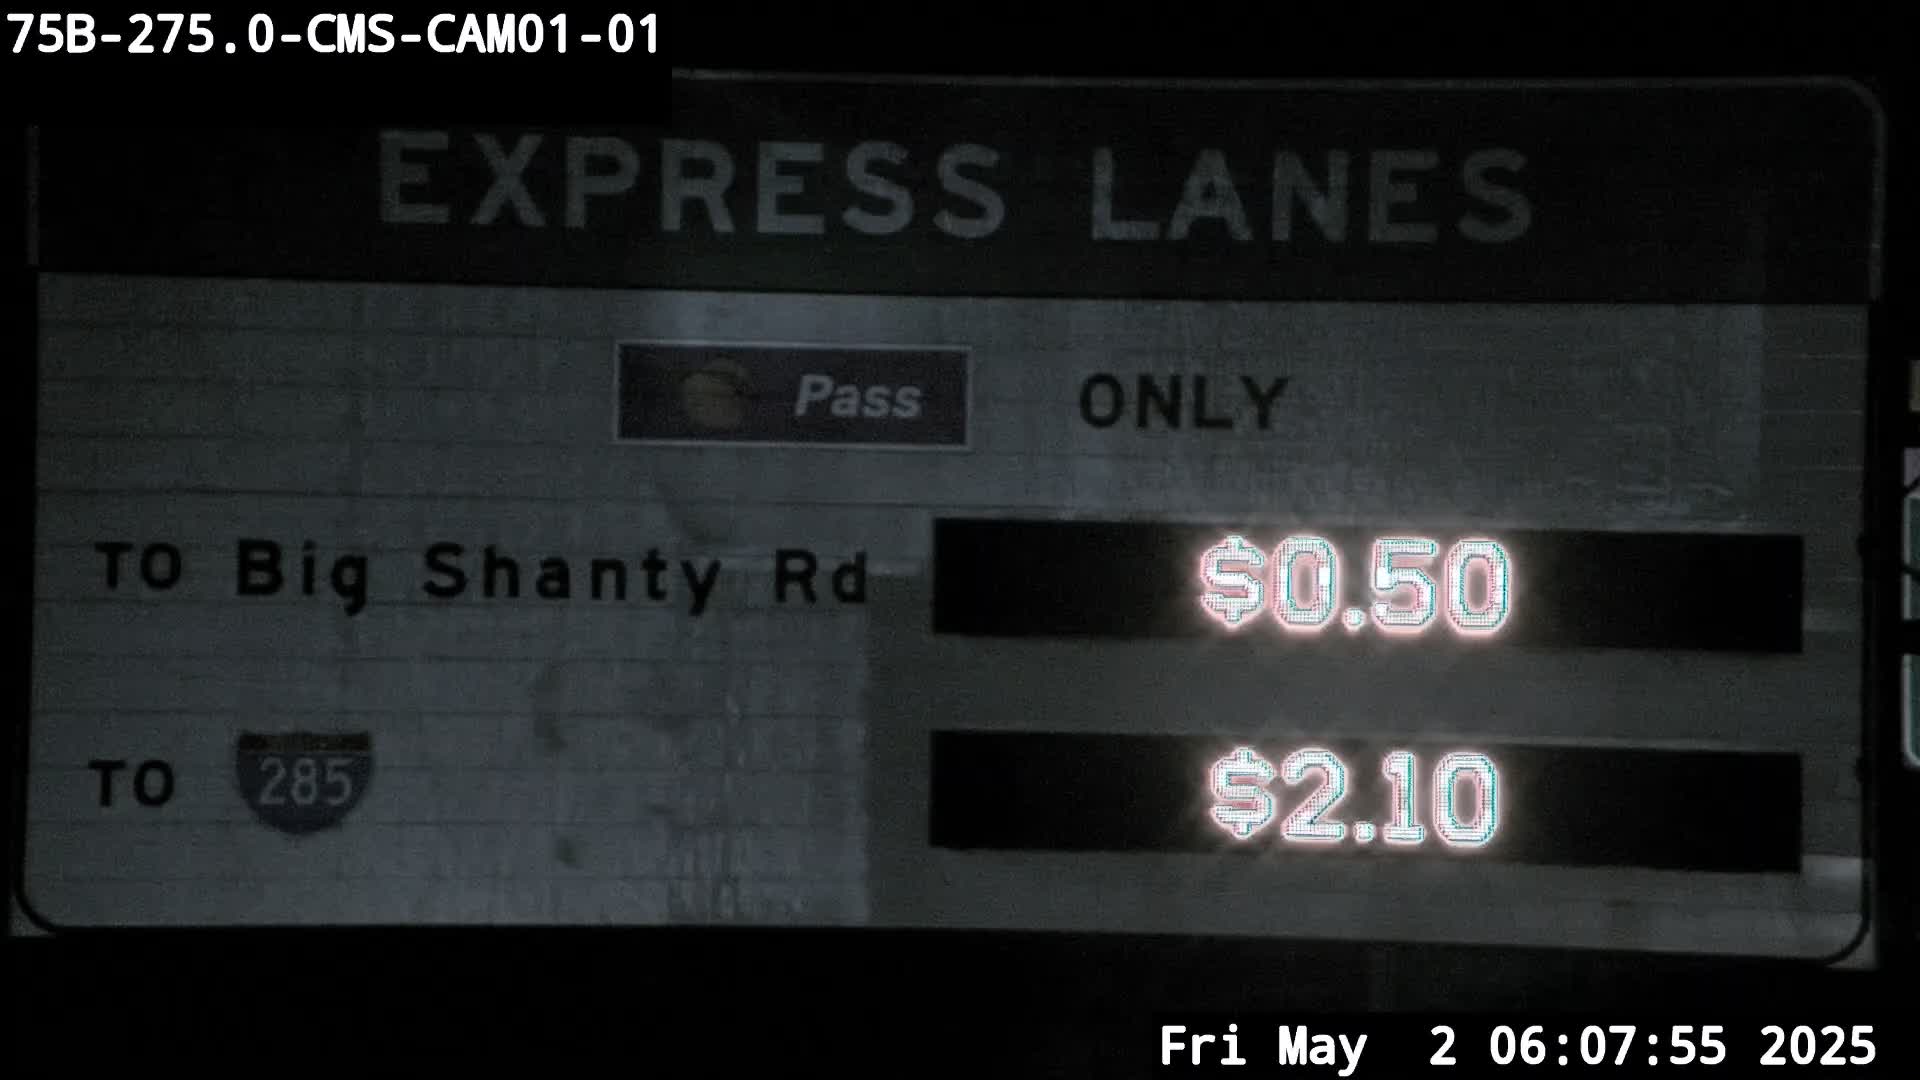 75B-275.0-CMS-CAM01-01
EXPRESS LANES
Pass ONLY
TO Big Shanty Rd $0.50
TO 285 $2.10
Fri May 2 06:07:55 2025